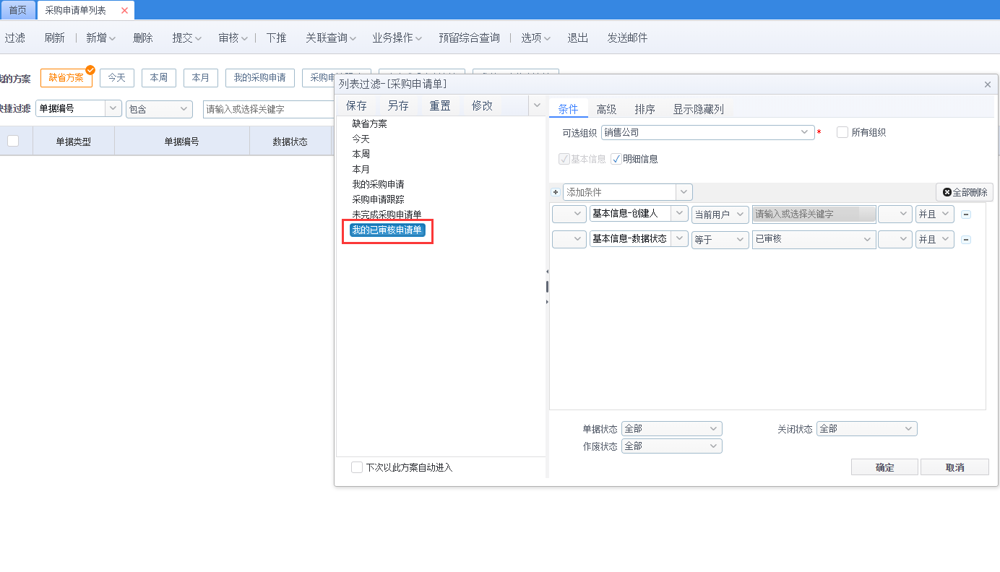 首页 采购申请单列表
过滤 刷新 新增 删除 提交 审核 下推 关联查询 业务操作 预留综合查询 选项 退出 发送邮件
的方案 缺省方案 今天 本周 本月 我的采购申请
捷过滤 单据编号 包含 请输入或选择关键字
单据类型 单据编号 数据状态
列表过滤-[采购申请单]
保存 另存 重置 修改
缺省方案
今天
本周
本月
我的采购申请
采购申请跟踪
未完成采购申请单
我的已审核申请单
下次以此方案自动进入
条件 高级 排序 显示隐藏列
可选组织 销售公司 * 所有组织
基本信息 明细信息
添加条件 全部删除
基本信息-创建人 当前用户 请输入或选择关键字 并且
基本信息-数据状态 等于 已审核 并且
单据状态 全部 关闭状态 全部
作废状态 全部
确定 取消